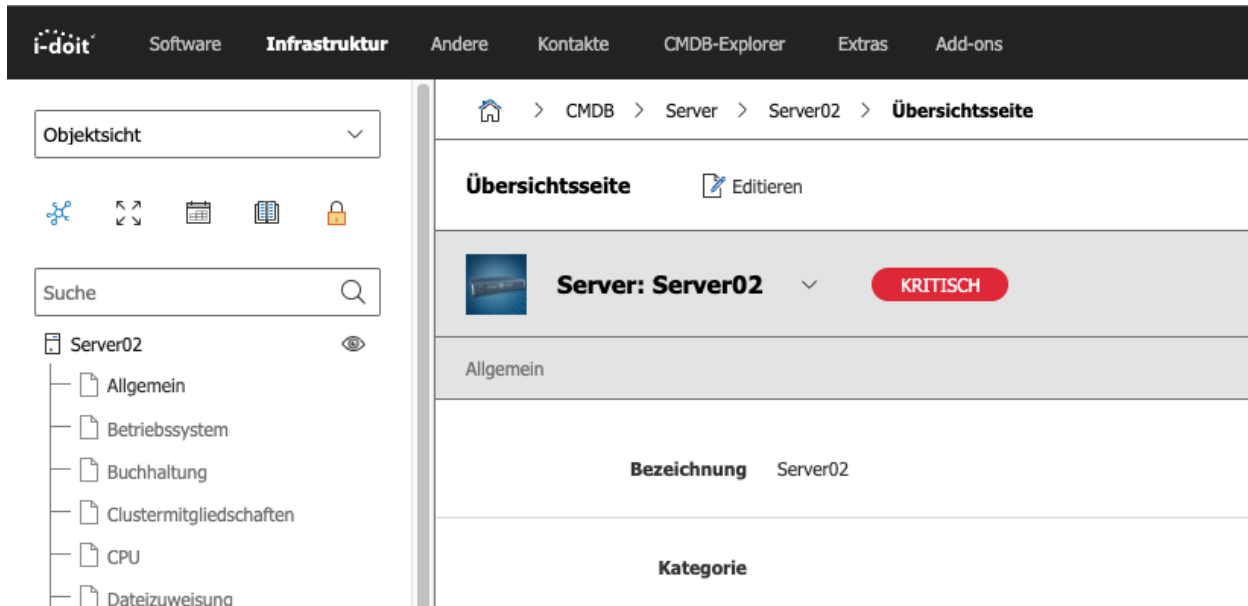 i-doit Software Infrastruktur Andere Kontakte CMDB-Explorer Extras Add-ons
Objektsicht
Suche
Server02
Allgemein
Betriebssystem
Buchhaltung
Clustermitgliedschaften
CPU
Dateizuweisung
> CMDB > Server > Server02 > Übersichtsseite
Übersichtsseite Editieren
Server: Server02 KRITISCH
Allgemein
Bezeichnung Server02
Kategorie